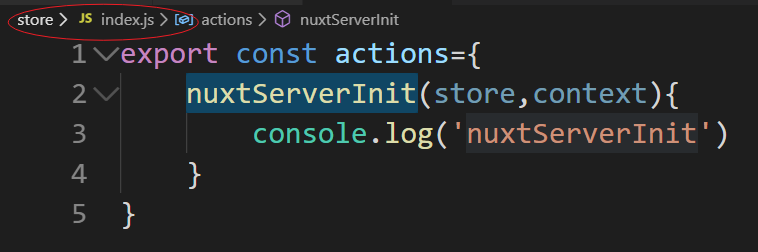 store > JS index.js > actions > nuxtServerInit
1 export const actions={
2 nuxtServerInit(store,context){
3 console.log('nuxtServerInit')
4 }
5 }